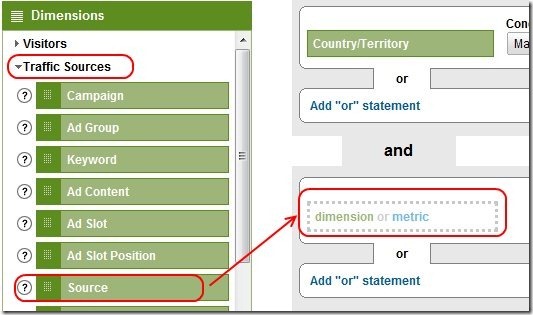 Dimensions
Visitors
Traffic Sources
? Campaign
? Ad Group
? Keyword
? Ad Content
? Ad Slot
? Ad Slot Position
? Source
Con
Country/Territory
Ma
or
Add "or" statement
and
dimension or metric
or
Add "or" statement